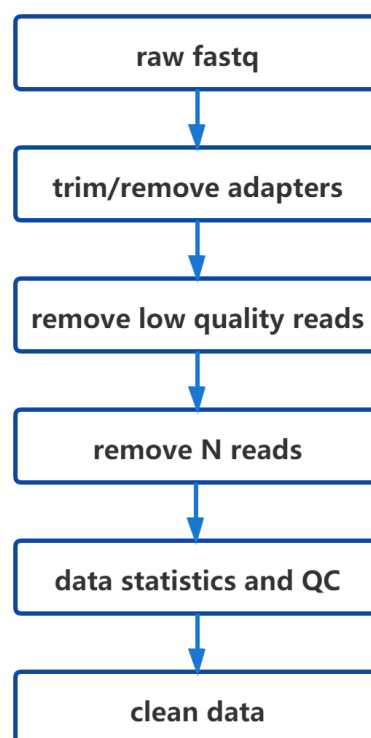 raw fastq
trim/remove adapters
remove low quality reads
remove N reads
data statistics and QC
clean data